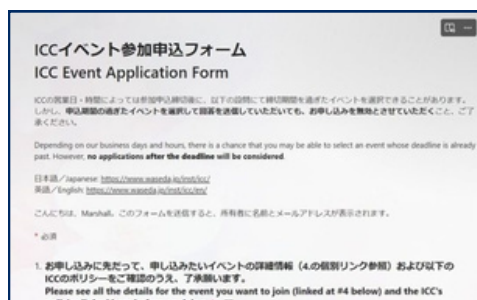 ICCイベント参加申込フォーム
ICC Event Application Form
ICCの営業日・時間によっては参加申込締切後に、以下の設問にて締切期間を過ぎたイベントを選択できることがあります。
しかし、申込期間の過ぎたイベントを選択して回答を送信していただいても、お申し込みを無効とさせていただくこと、ご了
承ください。
Depending on our business days and hours, there is a chance that you may be able to select an event whose deadline is already
past. However, no applications after the deadline will be considered.
日本語／Japanese: https://www.waseda.jp/inst/icc/
英語／English: https://www.waseda.jp/inst/icc/en/
こんにちは、Marshall。このフォームを送信すると、所有者に名前とメール アドレスが表示されます。
* 必須
1. お申し込みに先だって、申し込みたいイベントの詳細情報（4.の個別リンク参照）および以下の
ICCのポリシーをご確認のうえ、了承願います。
Please see all the details for the event you want to join (linked at #4 below) and the ICC's